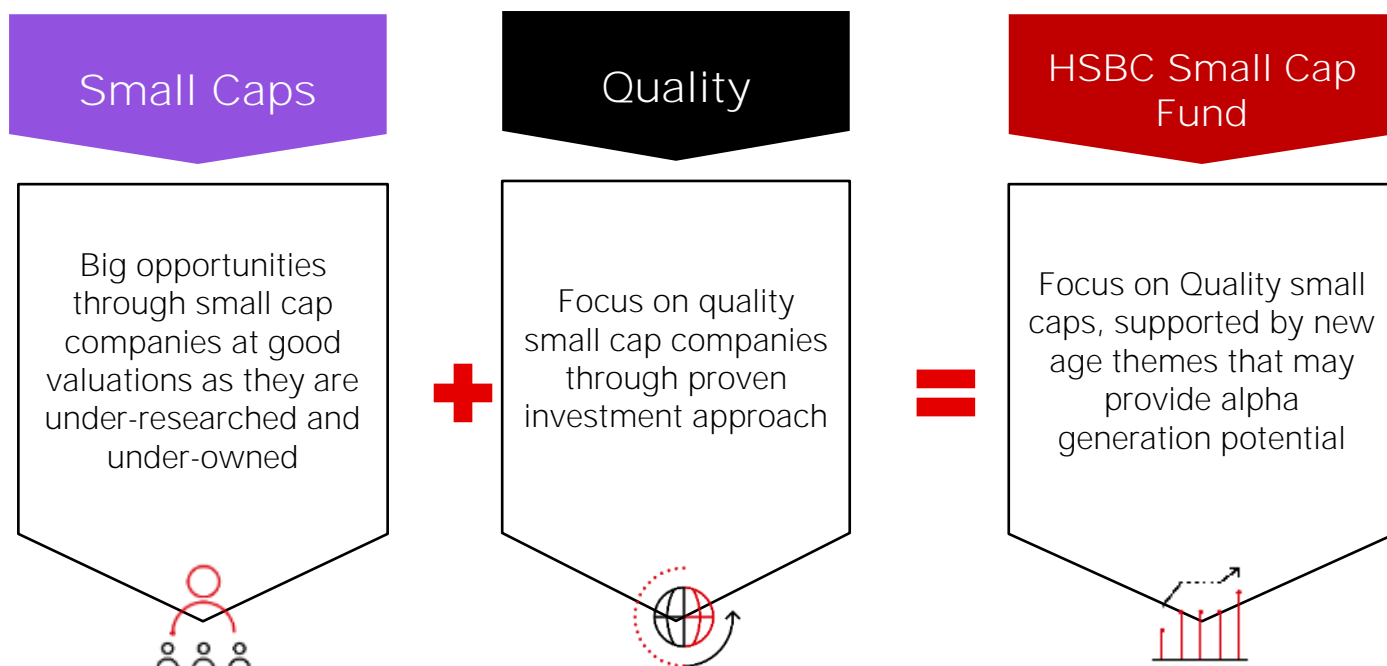 Small Caps
Big opportunities
through small cap
companies at good
valuations as they are
under-researched and
under-owned
Quality
Focus on quality
small cap companies
through proven
investment approach
HSBC Small Cap
Fund
Focus on Quality small
caps, supported by new
age themes that may
provide alpha
generation potential